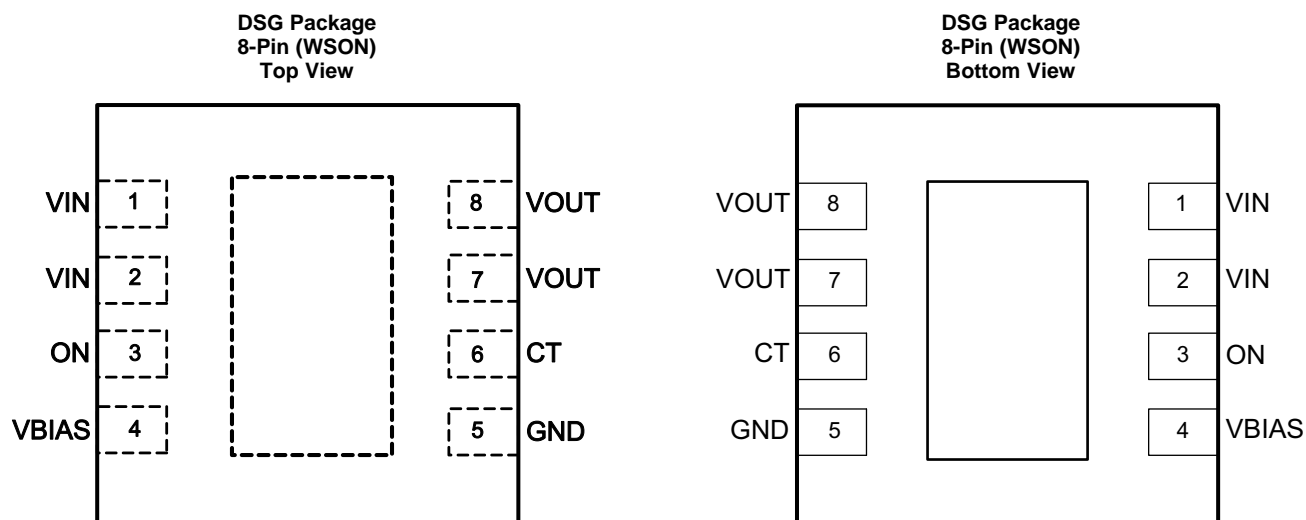 DSG Package
8-Pin (WSON)
Top View
VIN 1 8 VOUT
VIN 2 7 VOUT
ON 3 6 CT
VBIAS 4 5 GND
DSG Package
8-Pin (WSON)
Bottom View
VOUT 8 1 VIN
VOUT 7 2 VIN
CT 6 3 ON
GND 5 4 VBIAS